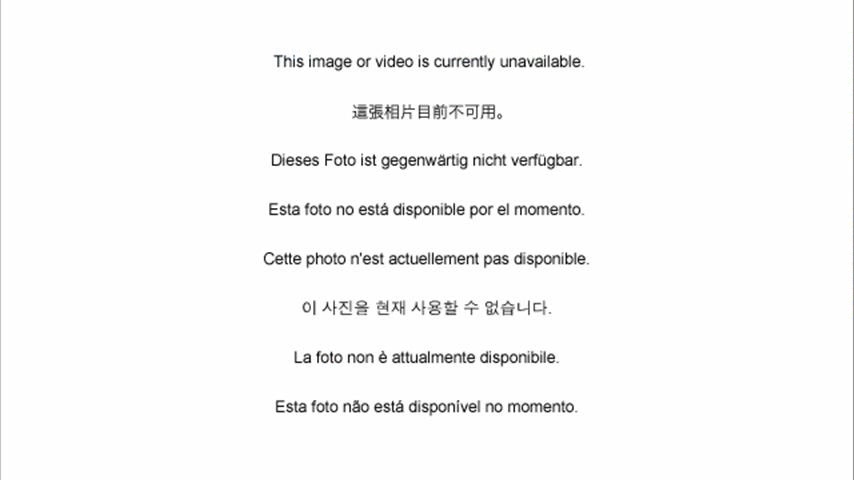 This image or video is currently unavailable.
這張相片目前不可用。
Dieses Foto ist gegenwärtig nicht verfügbar.
Esta foto no está disponible por el momento.
Cette photo n'est actuellement pas disponible.
이 사진을 현재 사용할 수 없습니다.
La foto non è attualmente disponibile.
Esta foto não está disponível no momento.